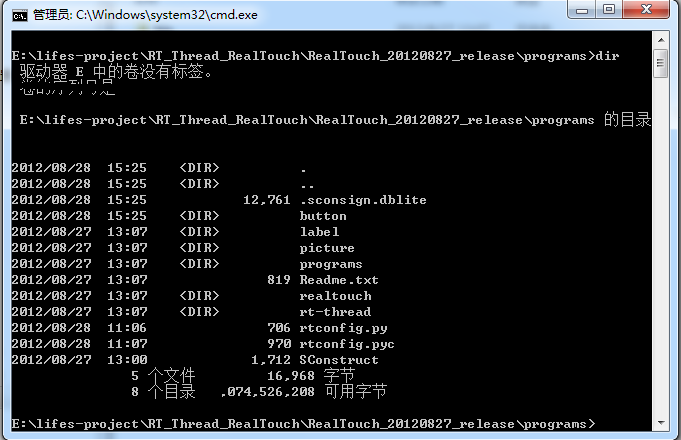 管理员: C:\Windows\system32\cmd.exe
E:\lifes-project\RT_Thread_RealTouch\RealTouch_20120827_release\programs>dir
驱动器 E 中的卷没有标签。
卷的序列号是
E:\lifes-project\RT_Thread_RealTouch\RealTouch_20120827_release\programs 的目录
2012/08/28 15:25 <DIR> .
2012/08/28 15:25 <DIR> ..
2012/08/28 15:25 12,761 .sconsign.dblite
2012/08/28 15:25 <DIR> button
2012/08/27 13:07 <DIR> label
2012/08/27 13:07 <DIR> picture
2012/08/27 13:07 <DIR> programs
2012/08/27 13:07 819 Readme.txt
2012/08/27 13:07 <DIR> realtouch
2012/08/27 13:07 <DIR> rt-thread
2012/08/28 11:06 706 rtconfig.py
2012/08/28 11:07 970 rtconfig.pyc
2012/08/27 13:00 1,712 SConstruct
5 个文件 16,968 字节
8 个目录 ,074,526,208 可用字节
E:\lifes-project\RT_Thread_RealTouch\RealTouch_20120827_release\programs>